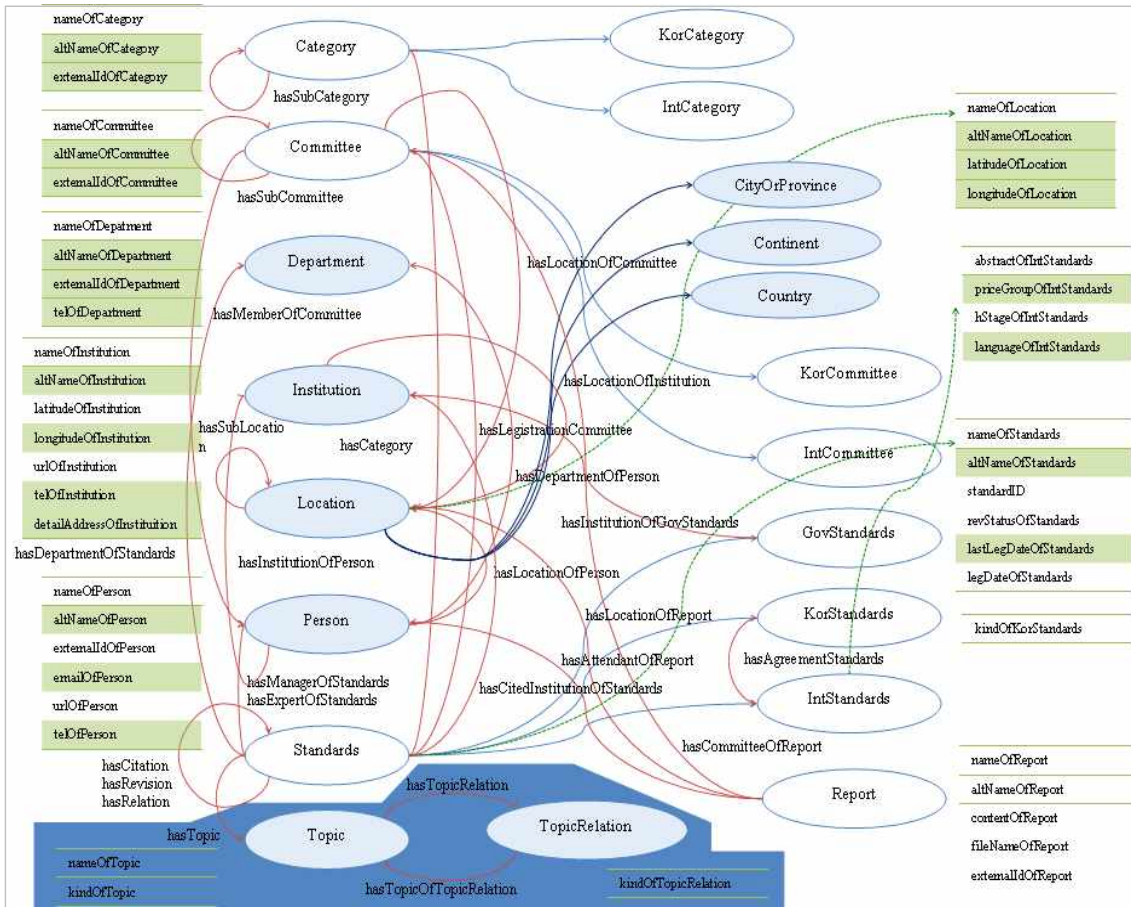 nameOfCategory
altNameOfCategory
externalIdOfCategory
Category
hasSubCategory
KorCategory
IntCategory
nameOfCommittee
altNameOfCommittee
externalIdOfCommittee
Committee
hasSubCommittee
nameOfLocation
altNameOfLocation
latitudeOfLocation
longitudeOfLocation
CityOrProvince
Continent
Country
hasLocationOfCommittee
nameOfDepatment
altNameOfDepartment
externalIdOfDepartment
telOfDepartment
Department
hasMemberOfCommittee
abstractOfIntStandards
priceGroupOfIntStandards
hStageOfIntStandards
languageOfIntStandards
nameOfInstitution
altNameOfInstitution
latitudeOfInstitution
longitudeOfInstitution
urlOfInstitution
telOfInstitution
detailAddressOfInstituition
hasDepartmentOfStandards
Institution
hasSubLocatio
n
hasCategory
hasLocationOfInstitution
hasLegistrationCommittee
hasDepartmentOfPerson
KorCommittee
IntCommittee
nameOfStandards
altNameOfStandards
standardID
revStatusOfStandards
lastLegDateOfStandards
legDateOfStandards
Location
hasInstitutionOfPerson
hasInstitutionOfGovStandards
hasLocationOfPerson
GovStandards
nameOfPerson
altNameOfPerson
externalIdOfPerson
emailOfPerson
urlOfPerson
telOfPerson
Person
hasManagerOfStandards
hasExpertOfStandards
hasLocationOfReport
hasAttendantOfReport
hasCitedInstitutionOfStandards
KorStandards
hasAgreementStandards
IntStandards
kindOfKorStandards
Standards
hasCitation
hasRevision
hasRelation
hasCommitteeOfReport
Report
nameOfReport
altNameOfReport
contentOfReport
fileNameOfReport
externalIdOfReport
hasTopicRelation
hasTopic
Topic
TopicRelation
nameOfTopic
kindOfTopic
hasTopicOfTopicRelation
kindOfTopicRelation